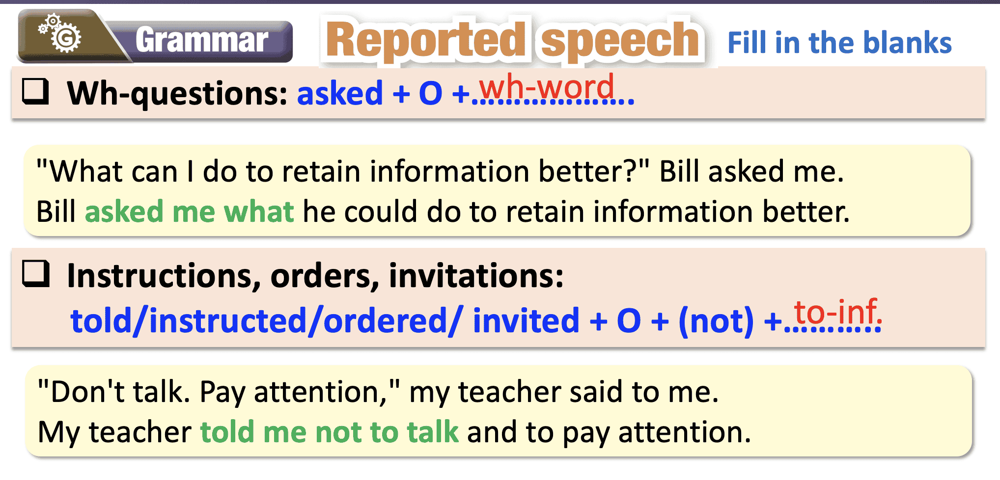 G Grammar Reported speech Fill in the blanks
❑ Wh-questions: asked + O +..................wh-word
"What can I do to retain information better?" Bill asked me.
Bill asked me what he could do to retain information better.
❑ Instructions, orders, invitations:
told/instructed/ordered/ invited + O + (not) +...........to-inf.
"Don't talk. Pay attention," my teacher said to me.
My teacher told me not to talk and to pay attention.